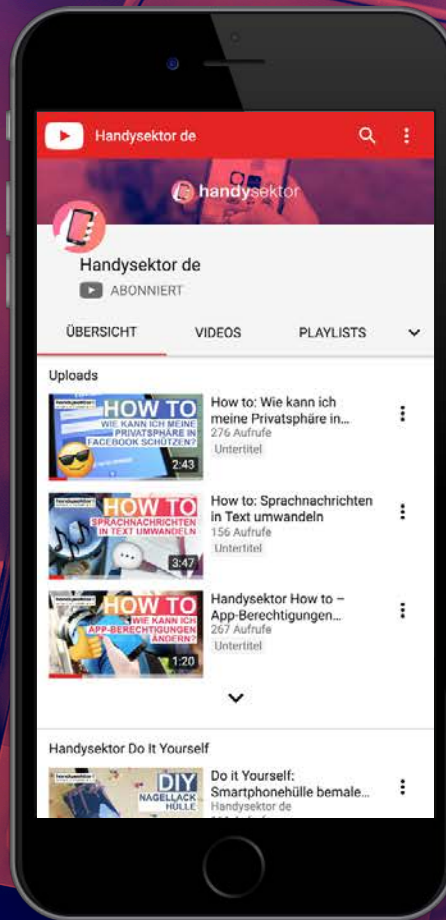 Handysektor de
handysektor
Handysektor de
ABONNIERT
ÜBERSICHT VIDEOS PLAYLISTS
Uploads
handysektor
HOW TO
WIE KANN ICH MEINE
PRIVATSPHÄRE IN
FACEBOOK SCHÜTZEN?
2:43
How to: Wie kann ich
meine Privatsphäre in...
276 Aufrufe
Untertitel
handysektor
HOW TO
SPRACHNACHRICHTEN
IN TEXT UMWANDELN
3:47
How to: Sprachnachrichten
in Text umwandeln
156 Aufrufe
Untertitel
handysektor
HOW TO
WIE KANN ICH
APP-BERECHTIGUNGEN
ÄNDERN?
1:20
Handysektor How to –
App-Berechtigungen...
267 Aufrufe
Untertitel
Handysektor Do It Yourself
handysektor
DIY
NAGELLACK
HÜLLE
Do it Yourself:
Smartphonehülle bemale...
Handysektor de